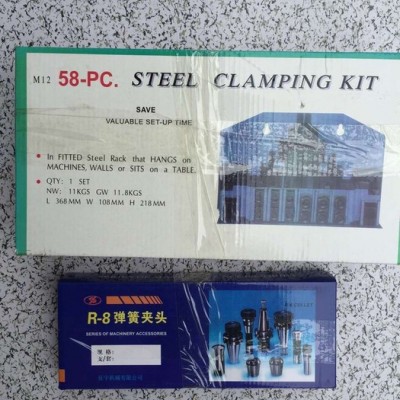 M12 58-PC. STEEL CLAMPING KIT
SAVE
VALUABLE SET-UP TIME
• In FITTED Steel Rack that HANGS on
MACHINES, WALLS or SITS on a TABLE.
• QTY: 1 SET
NW: 11KGS GW 11.8KGS
L 368MM W 108MM H 218MM
R-8 弹簧夹头
SERIES OF MACHINERY ACCESSORIES
规 格: